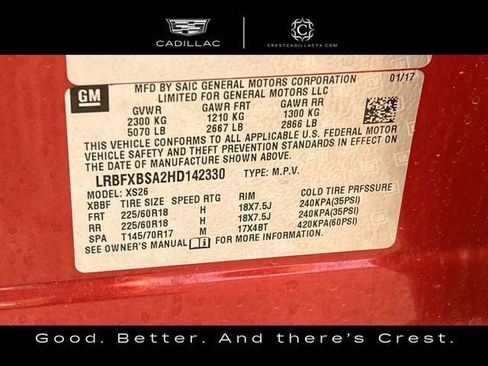 CADILLAC
CRESTCADILLACTX.COM
MFD BY SAIC GENERAL MOTORS CORPORATION 01/17
GM LIMITED FOR GENERAL MOTORS LLC
GVWR GAWR FRT GAWR RR
2300 KG 1210 KG 1300 KG
5070 LB 2667 LB 2866 LB
THIS VEHICLE CONFORMS TO ALL APPLICABLE U.S. FEDERAL MOTOR
VEHICLE SAFETY AND THEFT PREVENTION STANDARDS IN EFFECT ON
THE DATE OF MANUFACTURE SHOWN ABOVE.
LRBFXBSA2HD142330 TYPE: M.P.V.
MODEL: XS26
XBBF TIRE SIZE SPEED RTG RIM COLD TIRE PRESSURE
FRT 225/60R18 H 18X7.5J 240KPA(35PSI)
RR 225/60R18 H 18X7.5J 240KPA(35PSI)
SPA T145/70R17 M 17X4BT 420KPA(60PSI)
SEE OWNER'S MANUAL FOR MORE INFORMATION.
Good. Better. And there's Crest.